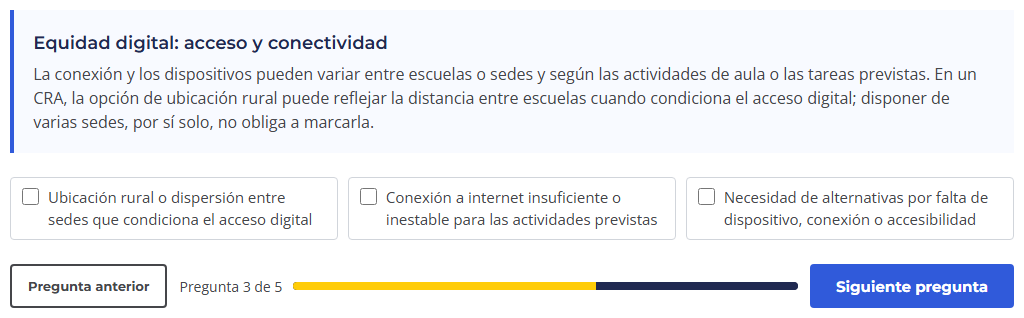 Equidad digital: acceso y conectividad
La conexión y los dispositivos pueden variar entre escuelas o sedes y según las actividades de aula o las tareas previstas. En un
CRA, la opción de ubicación rural puede reflejar la distancia entre escuelas cuando condiciona el acceso digital; disponer de
varias sedes, por sí solo, no obliga a marcarla.
Ubicación rural o dispersión entre
sedes que condiciona el acceso digital
Conexión a internet insuficiente o
inestable para las actividades previstas
Necesidad de alternativas por falta de
dispositivo, conexión o accesibilidad
Pregunta anterior
Pregunta 3 de 5
Siguiente pregunta